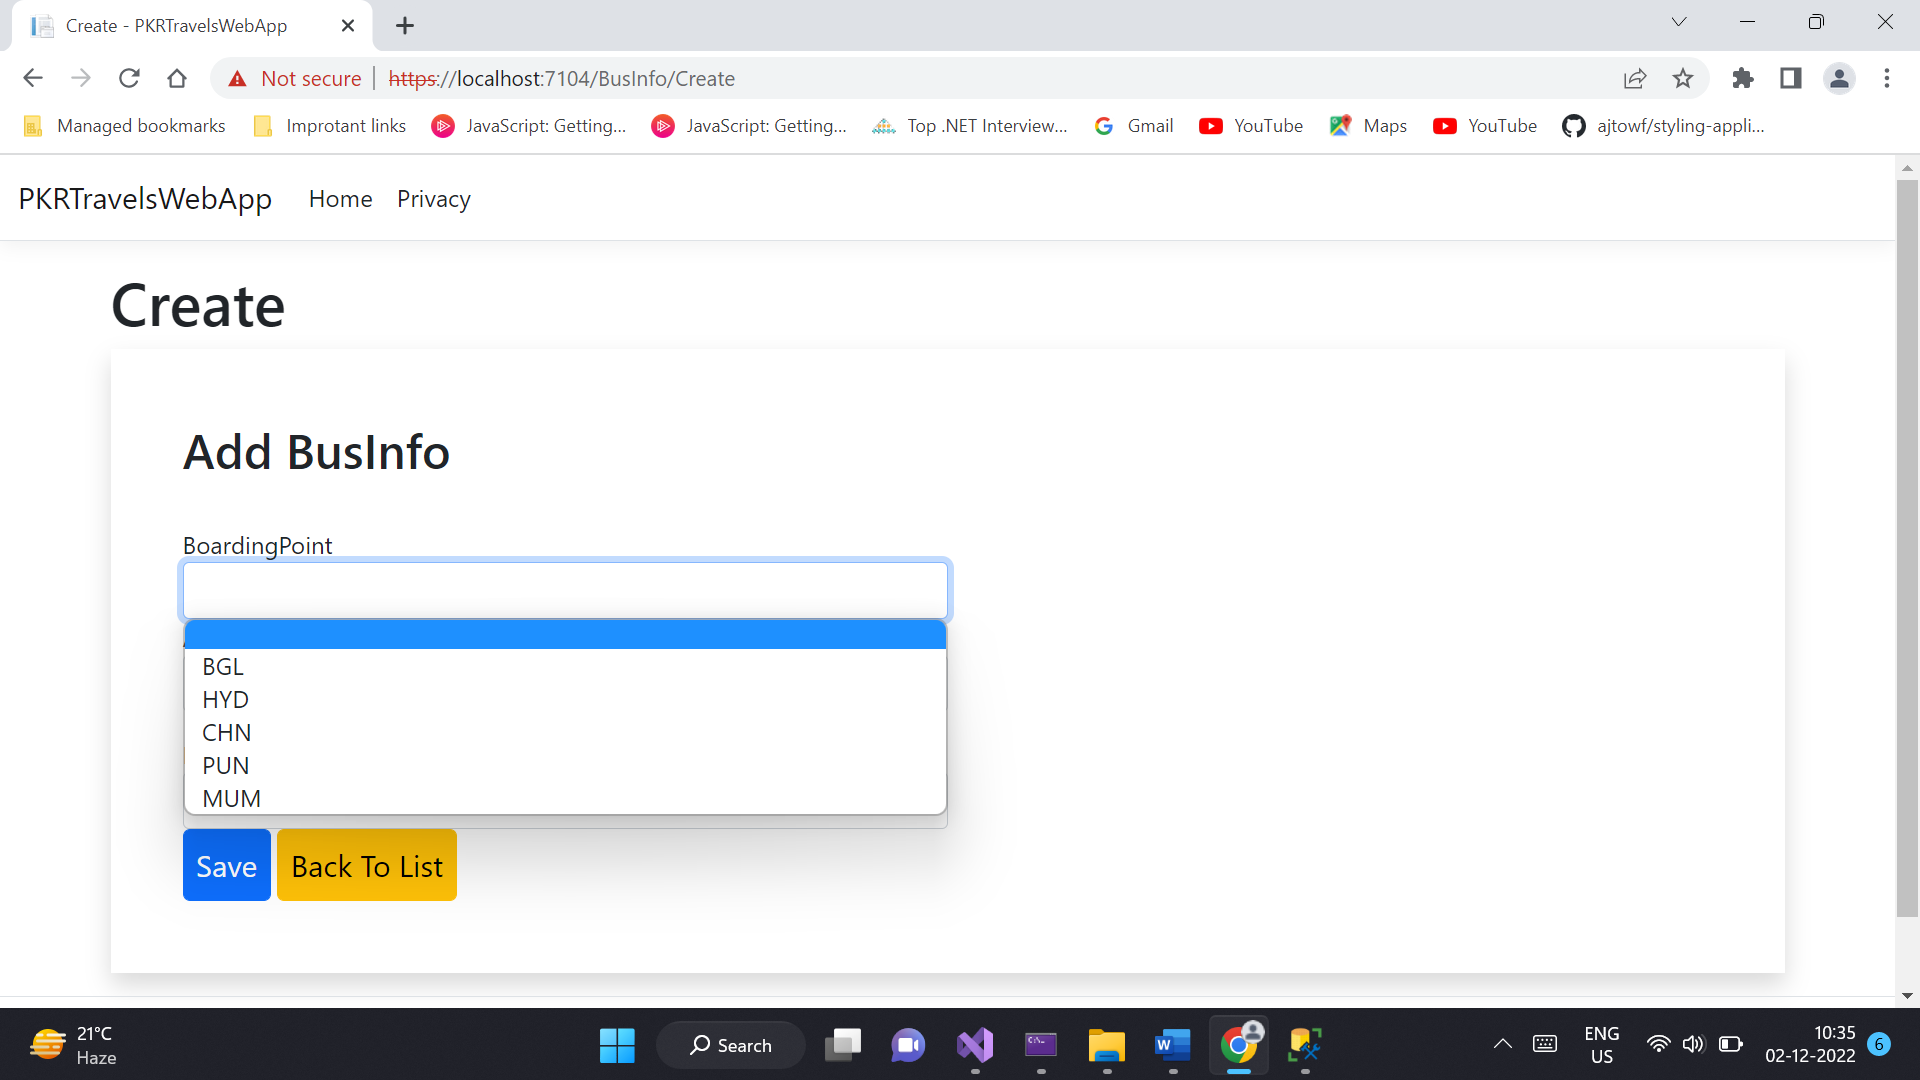 Create - PKRTravelsWebApp
Not secure https://localhost:7104/BusInfo/Create
Managed bookmarks Improtant links JavaScript: Getting... JavaScript: Getting... Top .NET Interview... Gmail YouTube Maps YouTube ajtowf/styling-appli...
PKRTravelsWebApp Home Privacy
Create
Add BusInfo
BoardingPoint
BGL
HYD
CHN
PUN
MUM
Save Back To List
21°C
Haze
Search
ENG
US
10:35
02-12-2022
6